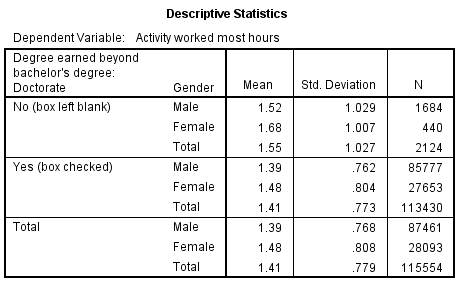 Descriptive Statistics
Dependent Variable: Activity worked most hours
Degree earned beyond
bachelor's degree:
Doctorate Gender Mean Std. Deviation N
No (box left blank) Male 1.52 1.029 1684
Female 1.68 1.007 440
Total 1.55 1.027 2124
Yes (box checked) Male 1.39 .762 85777
Female 1.48 .804 27653
Total 1.41 .773 113430
Total Male 1.39 .768 87461
Female 1.48 .808 28093
Total 1.41 .779 115554